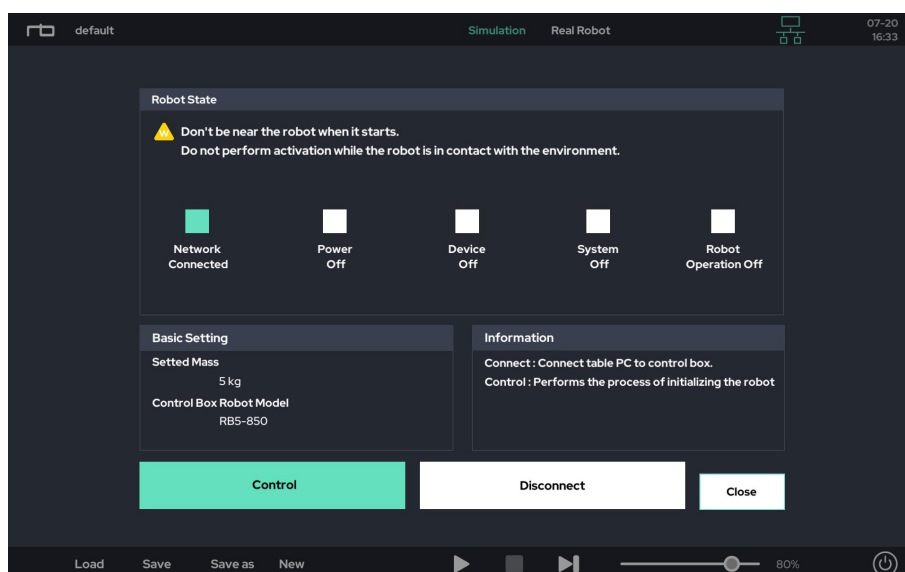 rb default Simulation Real Robot 07-20
16:33
Robot State
W Don't be near the robot when it starts.
Do not perform activation while the robot is in contact with the environment.
Network Power Device System Robot
Connected Off Off Off Operation Off
Basic Setting
Setted Mass
5 kg
Control Box Robot Model
RB5-850
Information
Connect : Connect table PC to control box.
Control : Performs the process of initializing the robot
Control Disconnect Close
Load Save Save as New 80%